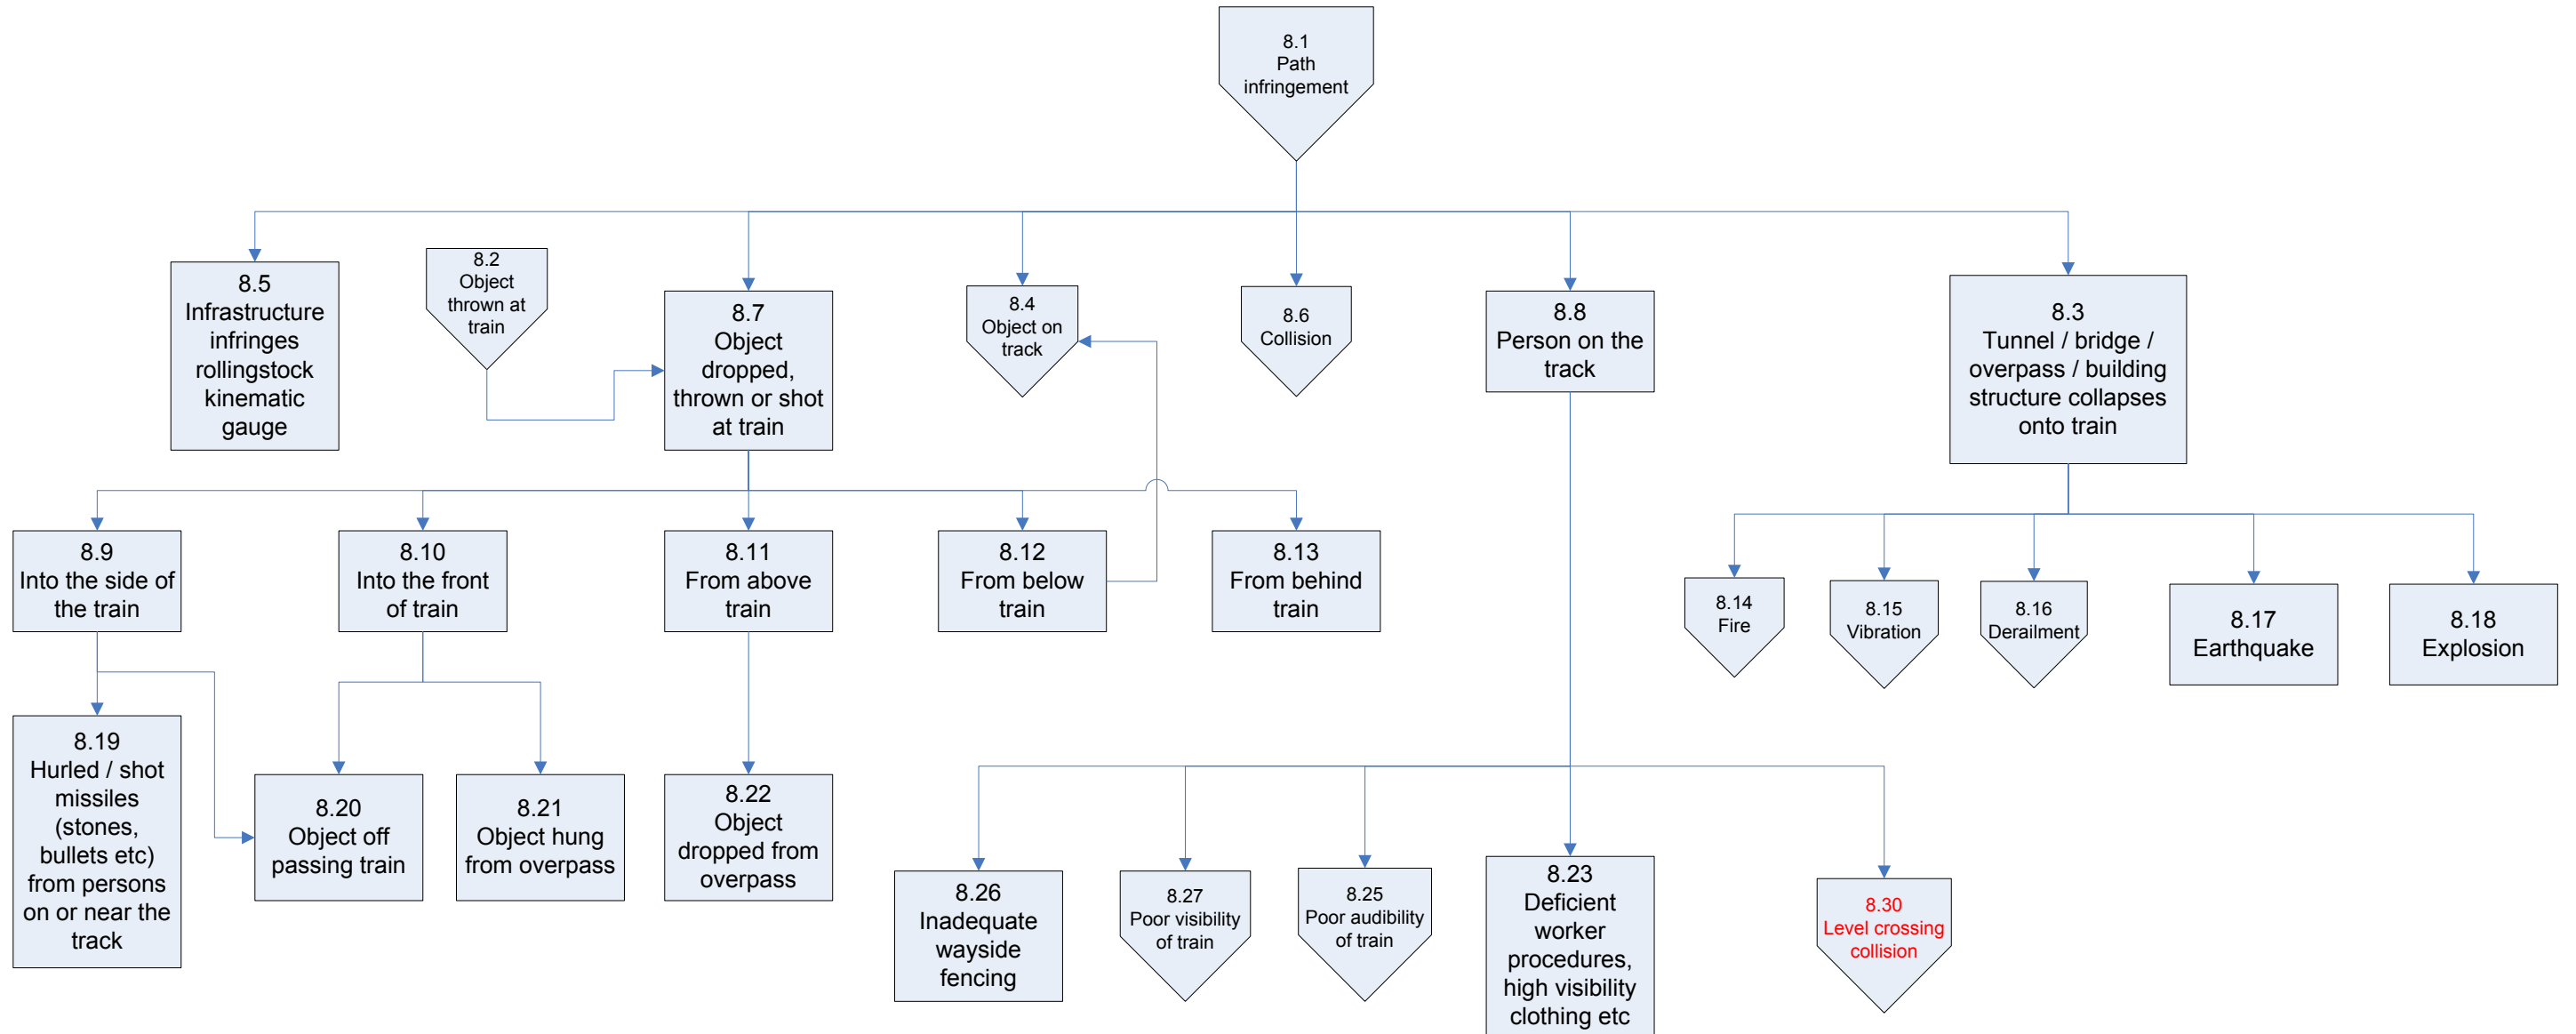 8.1
Path
infringement
8.5
Infrastructure
infringes
rollingstock
kinematic
gauge
8.2
Object
thrown at
train
8.7
Object
dropped,
thrown or shot
at train
8.4
Object on
track
8.6
Collision
8.8
Person on the
track
8.3
Tunnel / bridge /
overpass / building
structure collapses
onto train
8.9
Into the side of
the train
8.10
Into the front
of train
8.11
From above
train
8.12
From below
train
8.13
From behind
train
8.14
Fire
8.15
Vibration
8.16
Derailment
8.17
Earthquake
8.18
Explosion
8.19
Hurled / shot
missiles
(stones,
bullets etc)
from persons
on or near the
track
8.20
Object off
passing train
8.21
Object hung
from overpass
8.22
Object
dropped from
overpass
8.26
Inadequate
wayside
fencing
8.27
Poor visibility
of train
8.25
Poor audibility
of train
8.23
Deficient
worker
procedures,
high visibility
clothing etc
8.30
Level crossing
collision